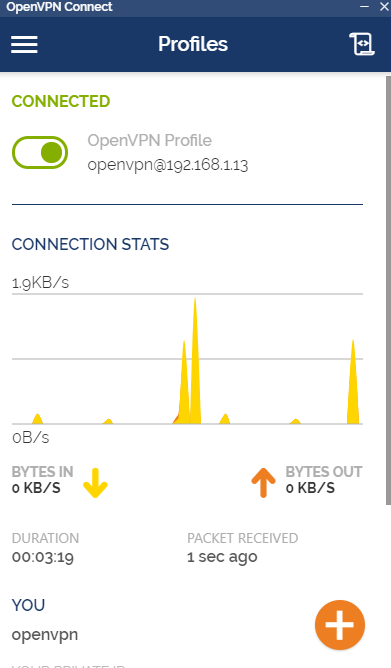 OpenVPN Connect
Profiles
CONNECTED
OpenVPN Profile
openvpn@192.168.1.13
CONNECTION STATS
1.9KB/s
0B/s
BYTES IN
0 KB/S
BYTES OUT
0 KB/S
DURATION
00:03:19
PACKET RECEIVED
1 sec ago
YOU
openvpn